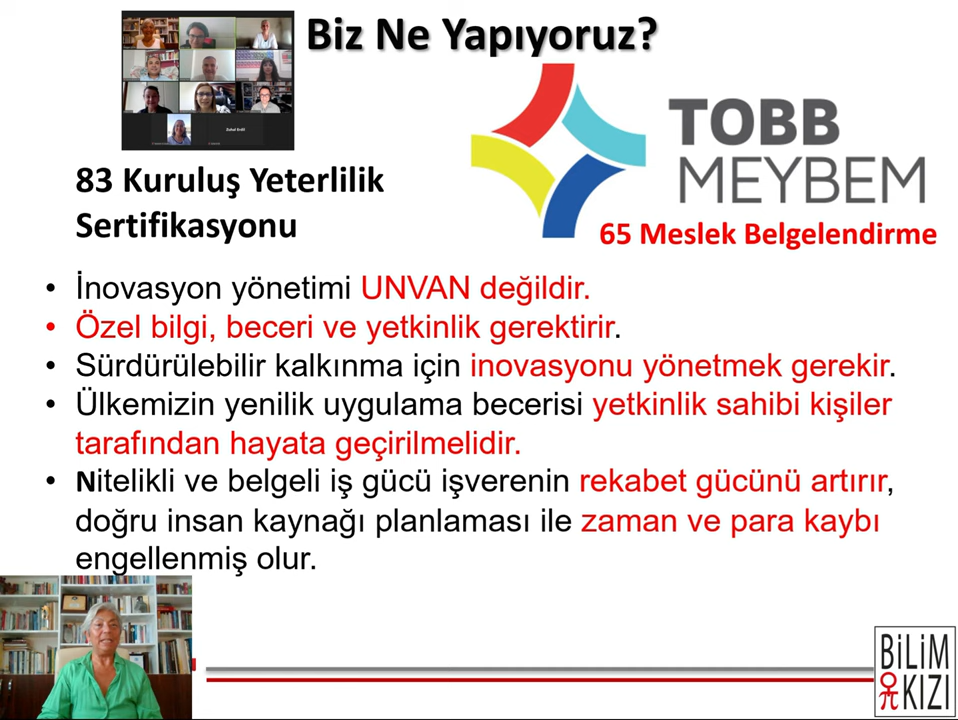 Biz Ne Yapıyoruz?
Zuhal Erdil
TOBB
MEYBEM
83 Kuruluş Yeterlilik
Sertifikasyonu
65 Meslek Belgelendirme
• İnovasyon yönetimi UNVAN değildir.
• Özel bilgi, beceri ve yetkinlik gerektirir.
• Sürdürülebilir kalkınma için inovasyonu yönetmek gerekir.
• Ülkemizin yenilik uygulama becerisi yetkinlik sahibi kişiler
tarafından hayata geçirilmelidir.
• Nitelikli ve belgeli iş gücü işverenin rekabet gücünü artırır,
doğru insan kaynağı planlaması ile zaman ve para kaybı
engellenmiş olur.
BiLiM
KIZI